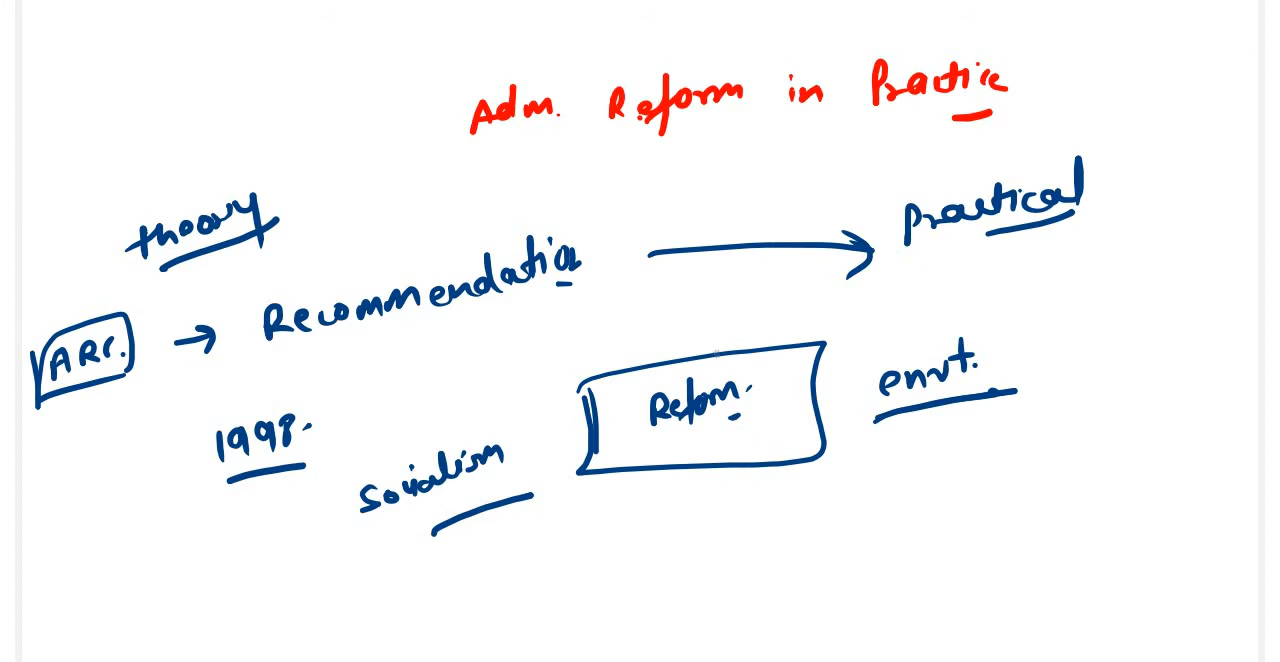 Adm. Reform in Practice
theory
Practical
Recommendation
ARC.
Reform.
envt.
1998.
Socialism